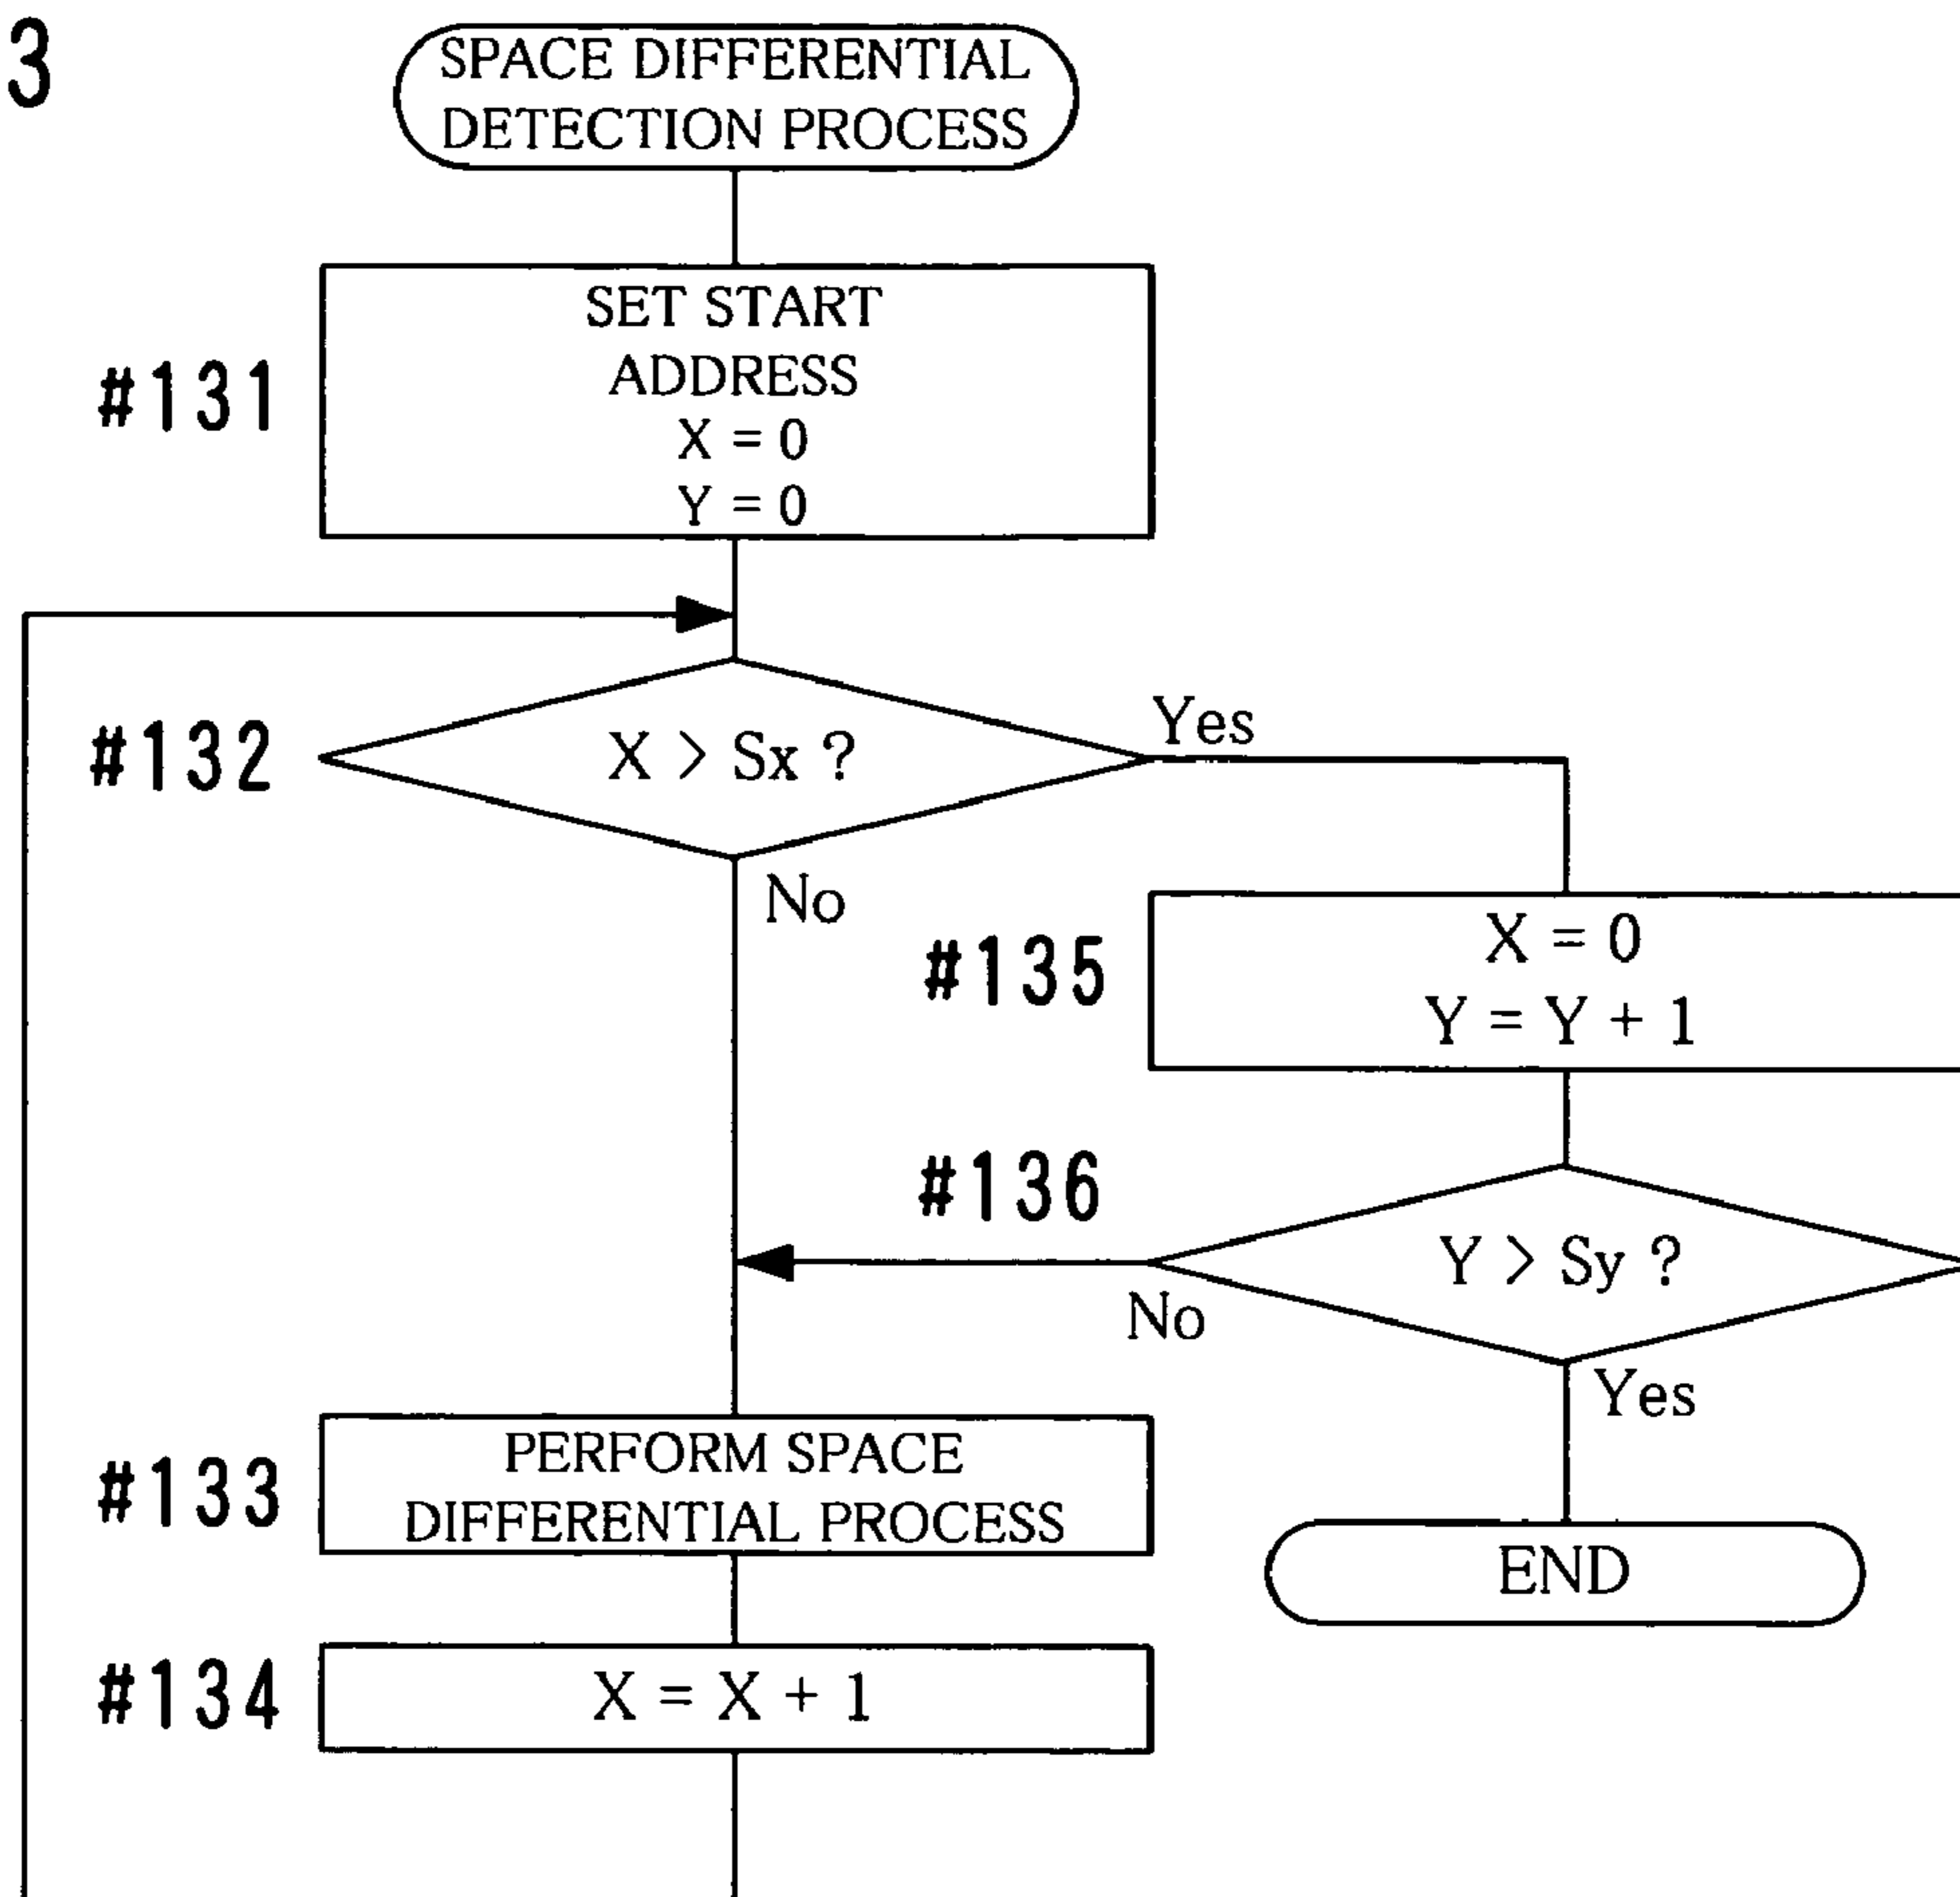 3
SPACE DIFFERENTIAL
DETECTION PROCESS
#131
SET START
ADDRESS
X = 0
Y = 0
#132
X > Sx ?
Yes
No
#135
X = 0
Y = Y + 1
#136
Y > Sy ?
No
Yes
#133
PERFORM SPACE
DIFFERENTIAL PROCESS
END
#134
X = X + 1